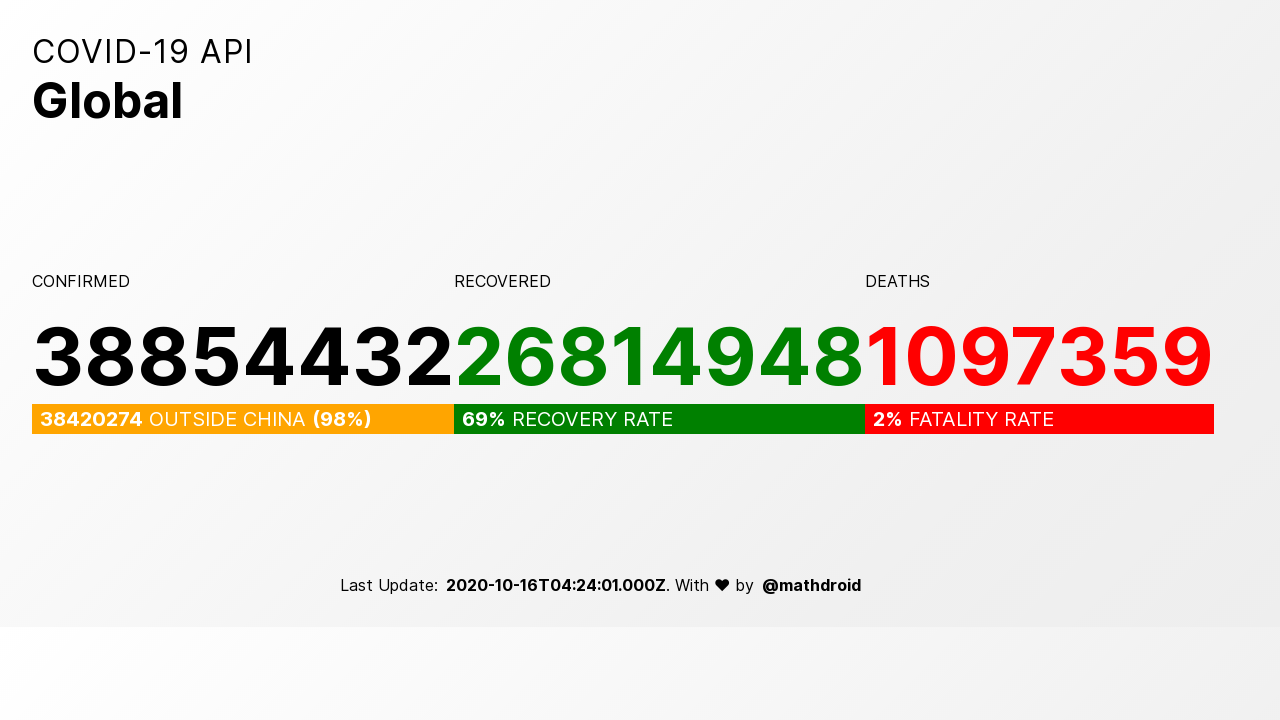 COVID-19 API
Global
CONFIRMED
38854432
38420274 OUTSIDE CHINA (98%)
RECOVERED
26814948
69% RECOVERY RATE
DEATHS
1097359
2% FATALITY RATE
Last Update: 2020-10-16T04:24:01.000Z. With ♥ by @mathdroid